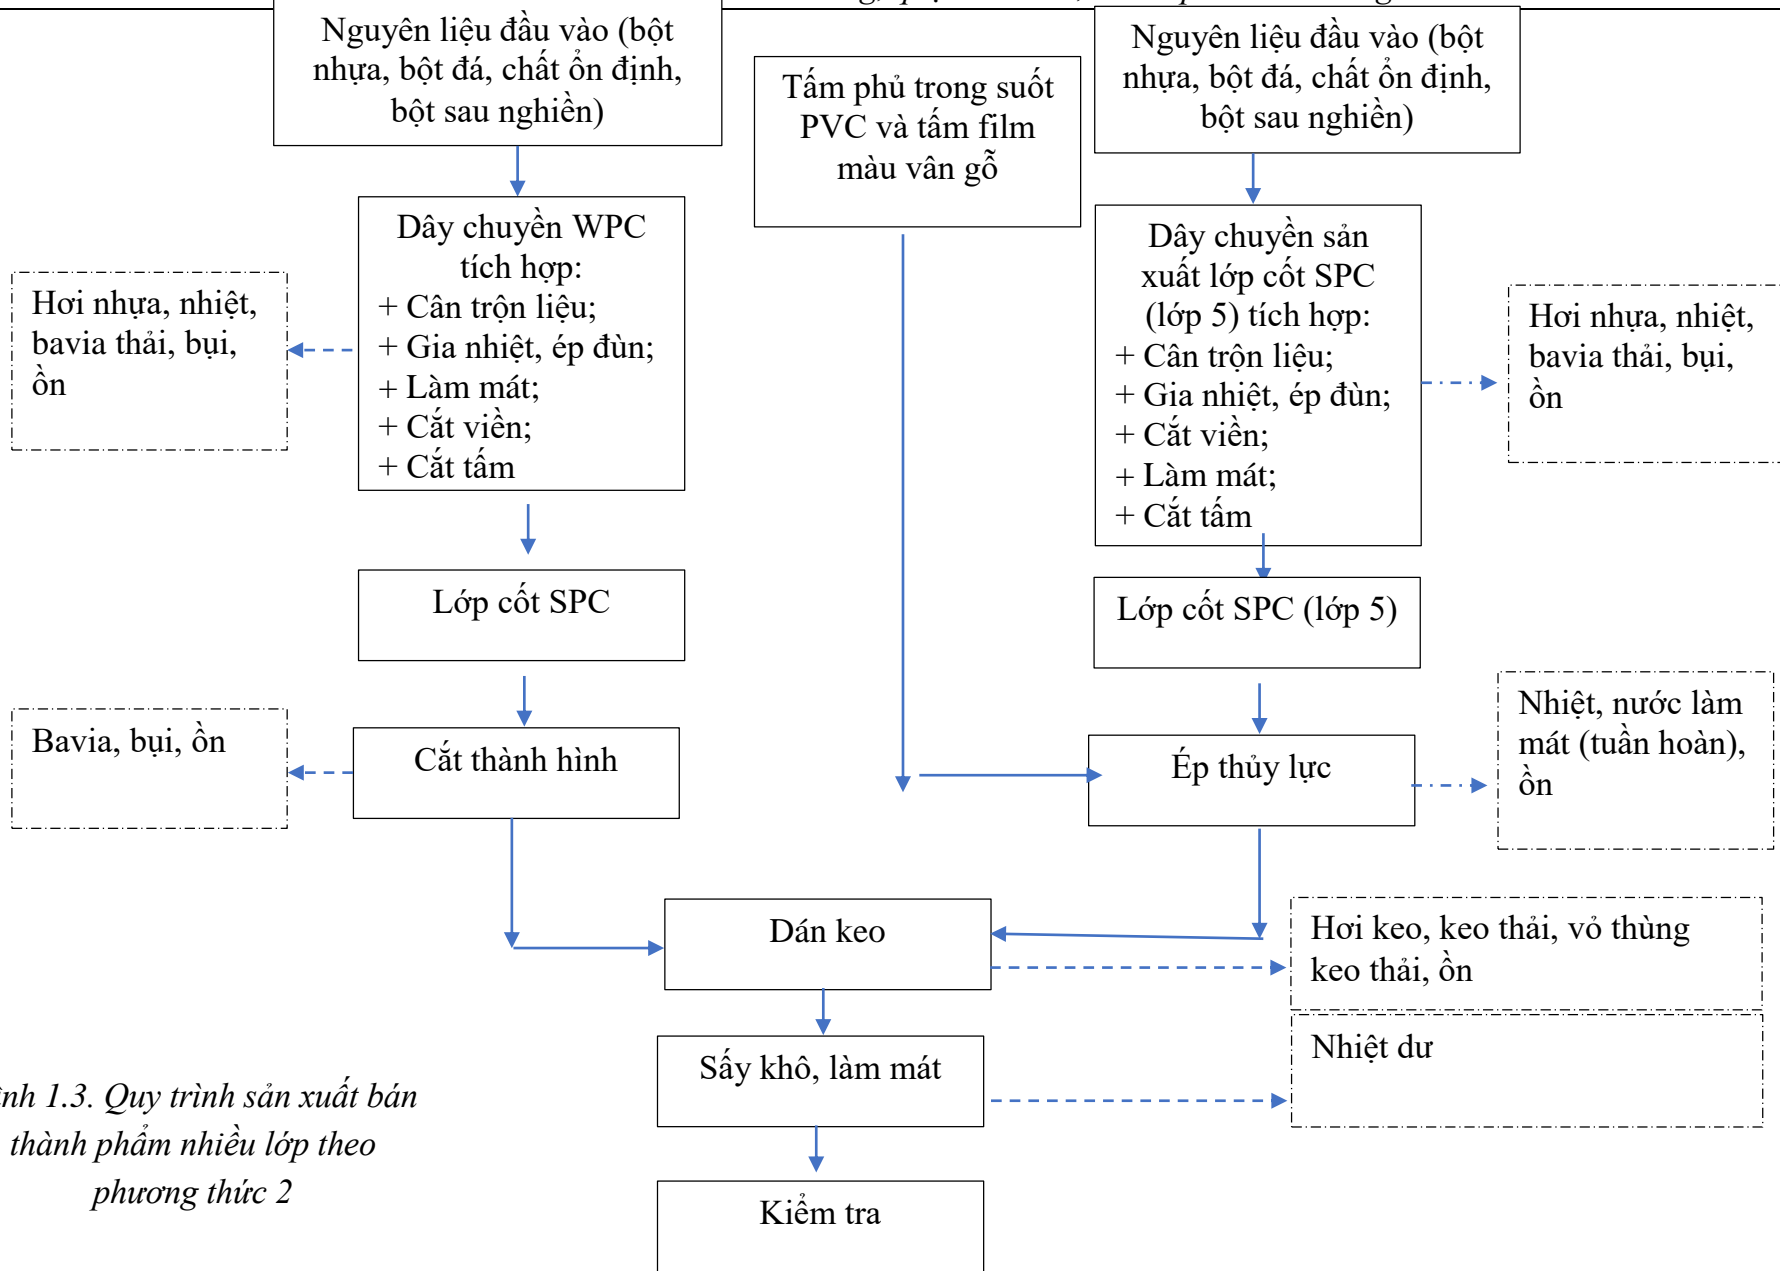 Nguyên liệu đầu vào (bột
nhựa, bột đá, chất ổn định,
bột sau nghiền)
Tấm phủ trong suốt
PVC và tấm film
màu vân gỗ
Nguyên liệu đầu vào (bột
nhựa, bột đá, chất ổn định,
bột sau nghiền)
Dây chuyền WPC
tích hợp:
+ Cân trộn liệu;
+ Gia nhiệt, ép đùn;
+ Làm mát;
+ Cắt viền;
+ Cắt tấm
Hơi nhựa, nhiệt,
bavia thải, bụi,
ồn
Dây chuyền sản
xuất lớp cốt SPC
(lớp 5) tích hợp:
+ Cân trộn liệu;
+ Gia nhiệt, ép đùn;
+ Cắt viền;
+ Làm mát;
+ Cắt tấm
Hơi nhựa, nhiệt,
bavia thải, bụi,
ồn
Lớp cốt SPC
Lớp cốt SPC (lớp 5)
Bavia, bụi, ồn
Cắt thành hình
Ép thủy lực
Nhiệt, nước làm
mát (tuần hoàn),
ồn
Dán keo
Hơi keo, keo thải, vỏ thùng
keo thải, ồn
Sấy khô, làm mát
Nhiệt dư
Kiểm tra
1.3. Quy trình sản xuất bán
thành phẩm nhiều lớp theo
phương thức 2